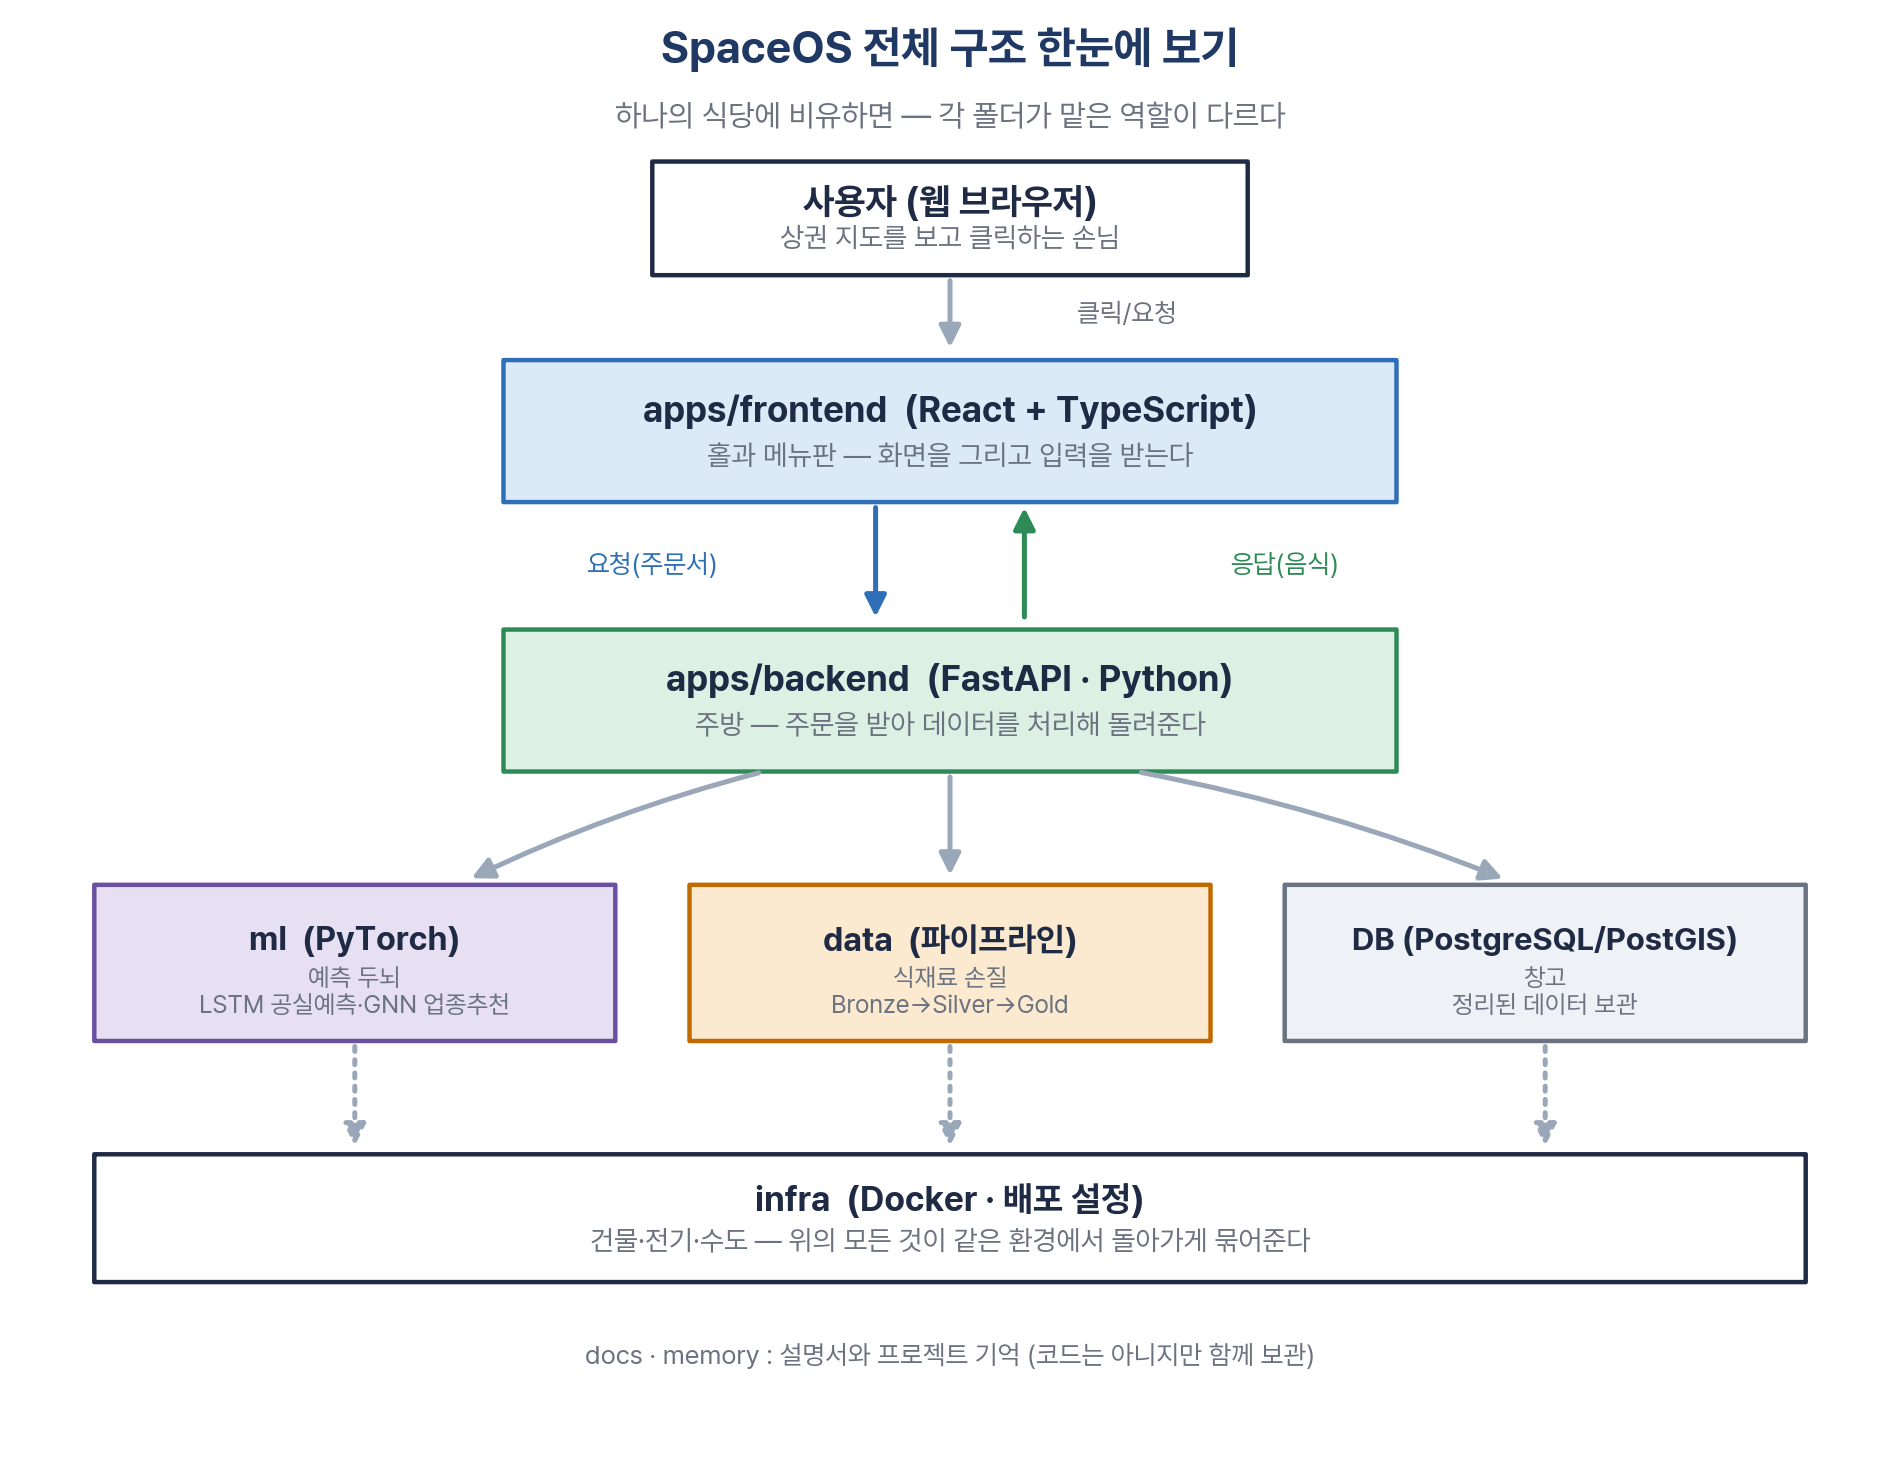 SpaceOS 전체 구조 한눈에 보기
하나의 식당에 비유하면 — 각 폴더가 맡은 역할이 다르다
사용자 (웹 브라우저)
상권 지도를 보고 클릭하는 손님
클릭/요청
apps/frontend (React + TypeScript)
홀과 메뉴판 — 화면을 그리고 입력을 받는다
요청(주문서)
응답(음식)
apps/backend (FastAPI · Python)
주방 — 주문을 받아 데이터를 처리해 돌려준다
ml (PyTorch)
예측 두뇌
LSTM 공실예측·GNN 업종추천
data (파이프라인)
식재료 손질
Bronze→Silver→Gold
DB (PostgreSQL/PostGIS)
창고
정리된 데이터 보관
infra (Docker · 배포 설정)
건물·전기·수도 — 위의 모든 것이 같은 환경에서 돌아가게 묶어준다
docs · memory : 설명서와 프로젝트 기억 (코드는 아니지만 함께 보관)